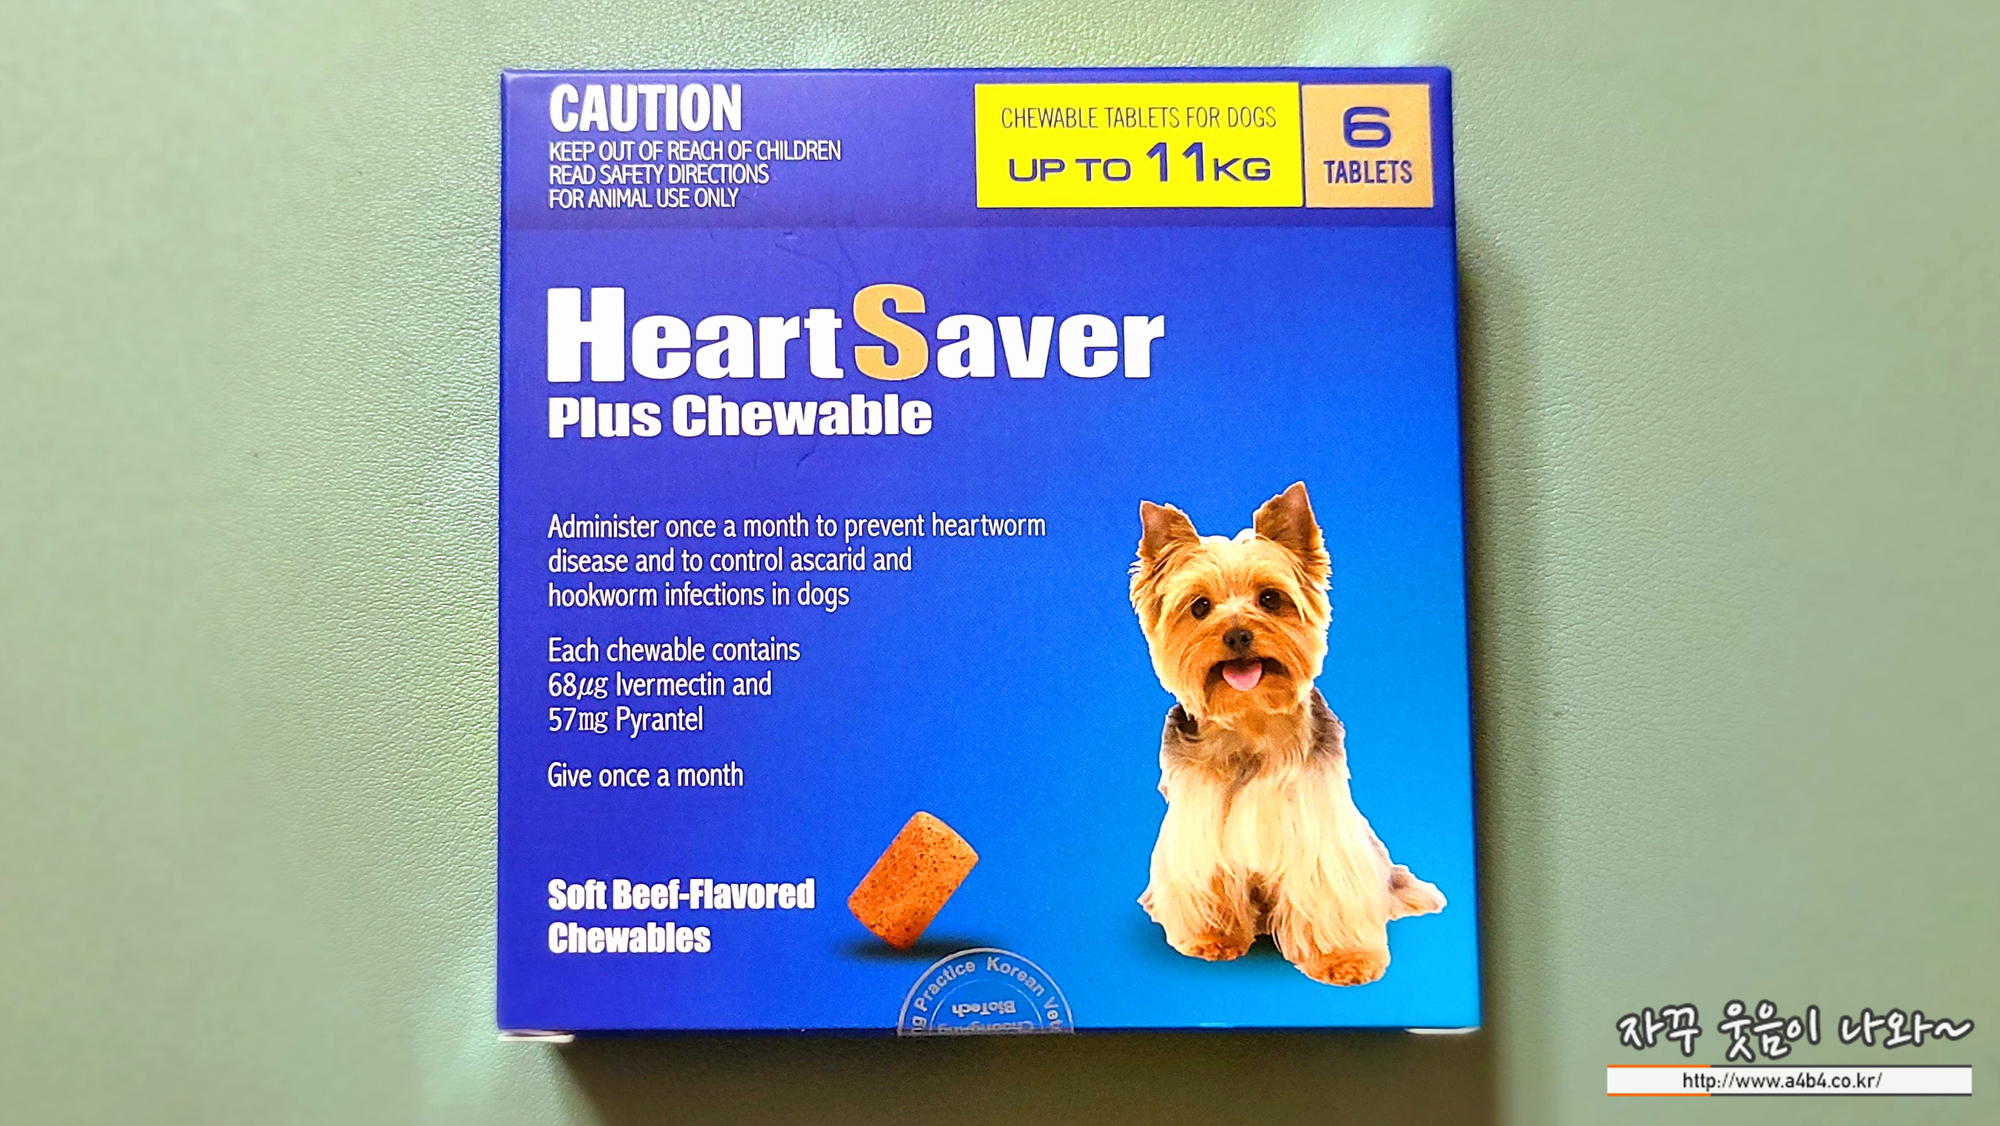 CAUTION
KEEP OUT OF REACH OF CHILDREN
READ SAFETY DIRECTIONS
FOR ANIMAL USE ONLY
CHEWABLE TABLETS FOR DOGS
UP TO 11KG
6
TABLETS
HeartSaver
Plus Chewable
Administer once a month to prevent heartworm
disease and to control ascarid and
hookworm infections in dogs
Each chewable contains
68㎍ Ivermectin and
57㎎ Pyrantel
Give once a month
Soft Beef-Flavored
Chewables
Practice Korean
BioTech
자꾸 웃음이 나와~
http://www.a4b4.co.kr/